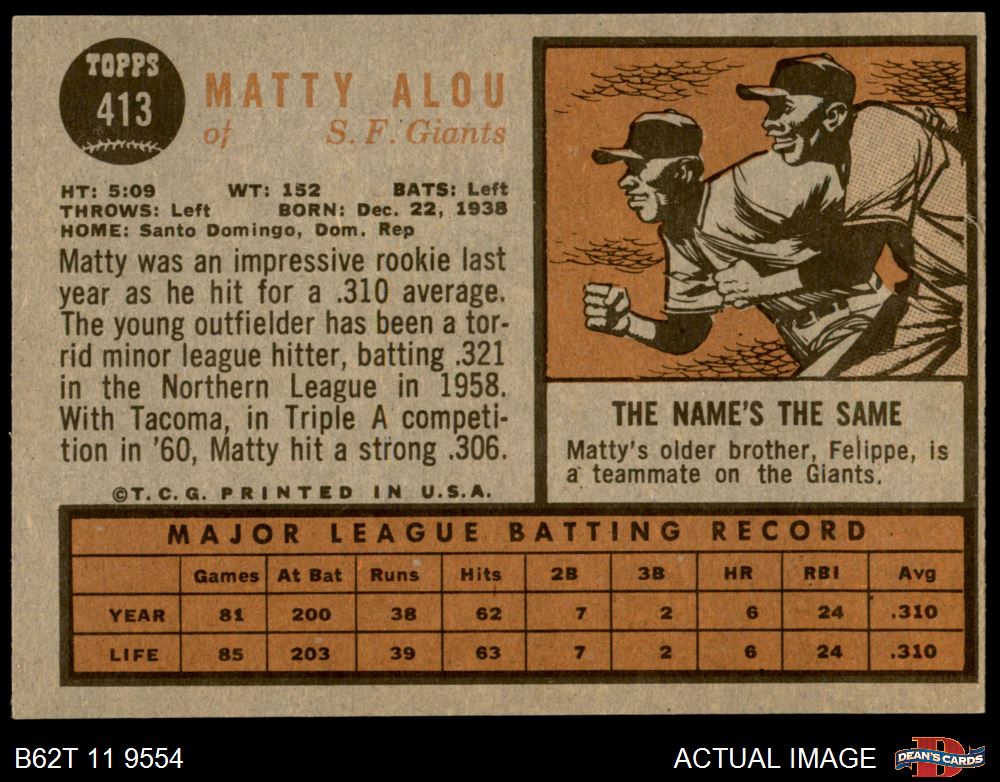 TOPPS
413
MATTY ALOU
of S. F. Giants
HT: 5:09 WT: 152 BATS: Left
THROWS: Left BORN: Dec. 22, 1938
HOME: Santo Domingo, Dom. Rep
Matty was an impressive rookie last
year as he hit for a .310 average.
The young outfielder has been a tor-
rid minor league hitter, batting .321
in the Northern League in 1958.
With Tacoma, in Triple A competi-
tion in '60, Matty hit a strong .306.
©T. C. G. PRINTED IN U.S.A.
THE NAME'S THE SAME
Matty's older brother, Felippe, is
a teammate on the Giants.
MAJOR LEAGUE BATTING RECORD
Games At Bat Runs Hits 2B 3B HR RBI Avg
YEAR 81 200 38 62 7 2 6 24 .310
LIFE 85 203 39 63 7 2 6 24 .310
B62T 11 9554
ACTUAL IMAGE
D
DEAN'S CARDS